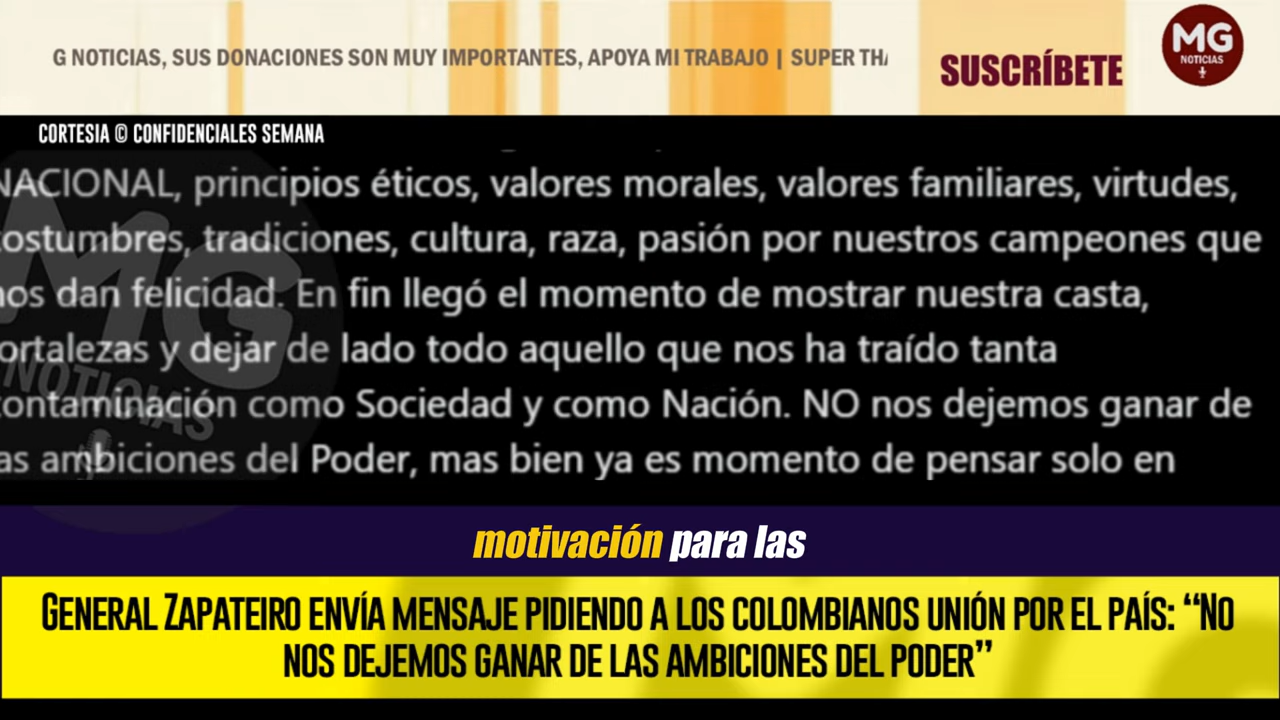 G NOTICIAS, SUS DONACIONES SON MUY IMPORTANTES, APOYA MI TRABAJO | SUPER THA
SUSCRÍBETE
MG
NOTICIAS
CORTESIA © CONFIDENCIALES SEMANA
NACIONAL, principios éticos, valores morales, valores familiares, virtudes,
costumbres, tradiciones, cultura, raza, pasión por nuestros campeones que
nos dan felicidad. En fin llegó el momento de mostrar nuestra casta,
ortalezas y dejar de lado todo aquello que nos ha traído tanta
contaminación como Sociedad y como Nación. NO nos dejemos ganar de
as ambiciones del Poder, mas bien ya es momento de pensar solo en
MG
NOTICIAS
motivación para las
GENERAL ZAPATEIRO ENVÍA MENSAJE PIDIENDO A LOS COLOMBIANOS UNIÓN POR EL PAÍS: “NO
NOS DEJEMOS GANAR DE LAS AMBICIONES DEL PODER”